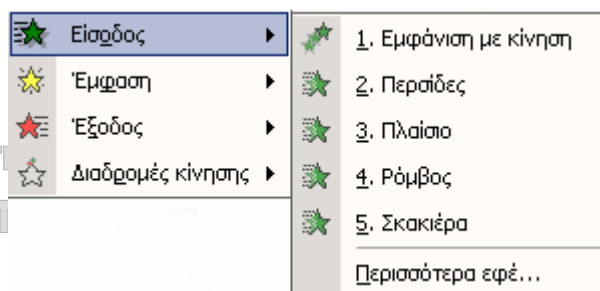 Είσοδος
Έμφαση
Έξοδος
Διαδρομές κίνησης
1. Εμφάνιση με κίνηση
2. Περσίδες
3. Πλαίσιο
4. Ρόμβος
5. Σκακιέρα
Περισσότερα εφέ...